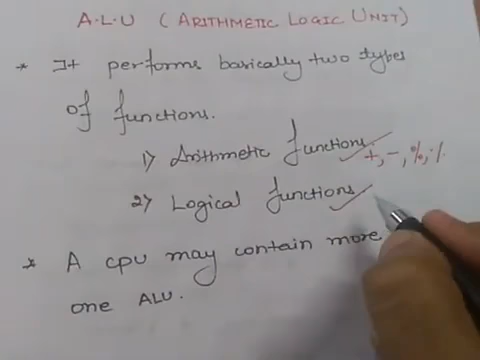 A.L.U (ARITHMETIC LOGIC UNIT)
* It performs basically two types
of functions.
1) Arithmetic functions. +, -, %, %
2) Logical functions
* A cpu may contain more
one ALU.